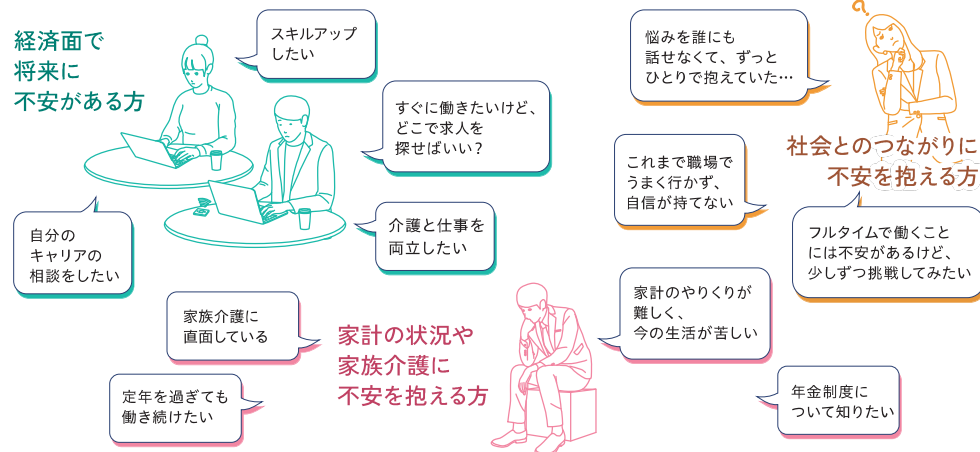 経済面で
将来に
不安がある方
スキルアップ
したい
すぐに働きたいけど、
どこで求人を
探せばいい?
介護と仕事を
両立したい
自分の
キャリアの
相談をしたい
悩みを誰にも
話せなくて、ずっと
ひとりで抱えていた…
?
社会とのつながりに
不安を抱える方
これまで職場で
うまく行かず、
自信が持てない
フルタイムで働くこと
には不安があるけど、
少しずつ挑戦してみたい
家計の状況や
家族介護に
不安を抱える方
家族介護に
直面している
定年を過ぎても
働き続けたい
家計のやりくりが
難しく、
今の生活が苦しい
年金制度に
ついて知りたい